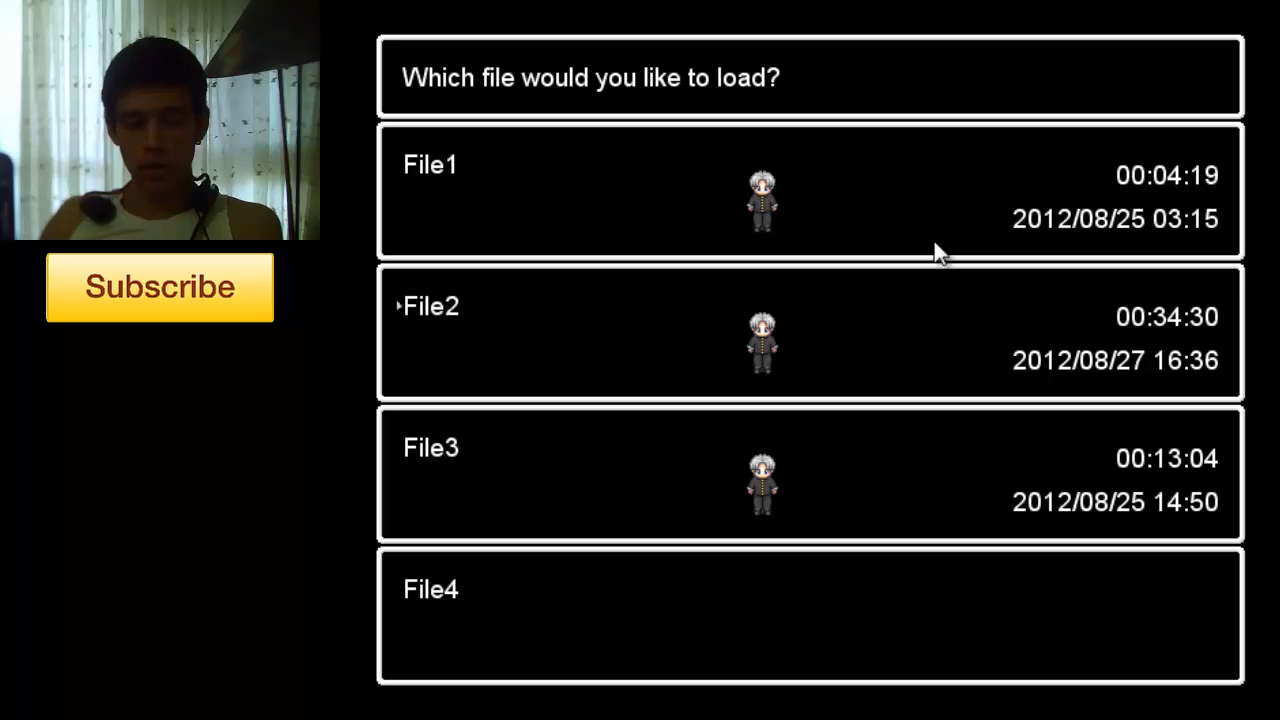 Which file would you like to load?
File1
00:04:19
2012/08/25 03:15
Subscribe
File2
00:34:30
2012/08/27 16:36
File3
00:13:04
2012/08/25 14:50
File4